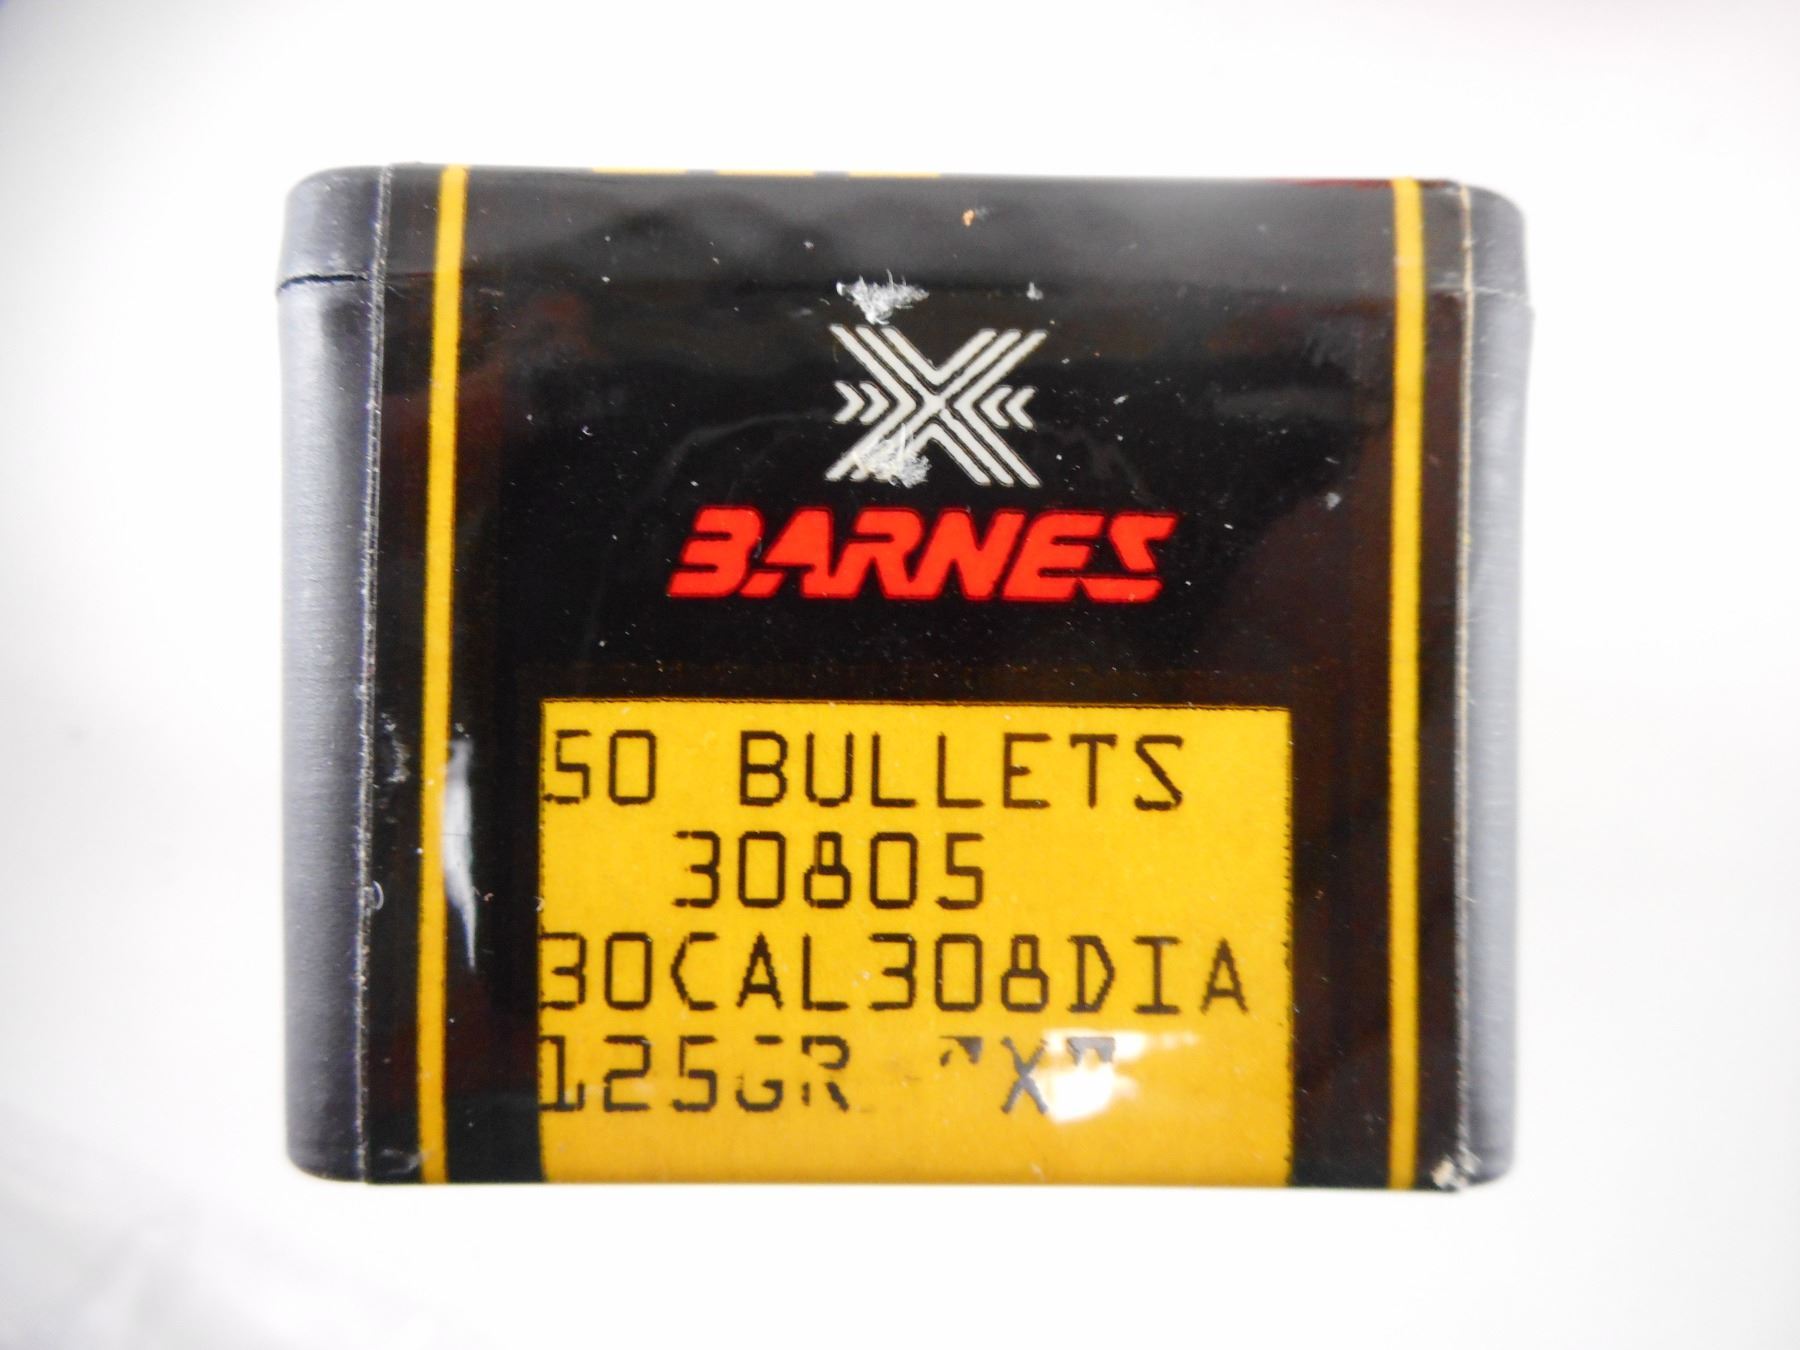 BARNES
50 BULLETS
30805
30CAL308DIA
125GR "X"